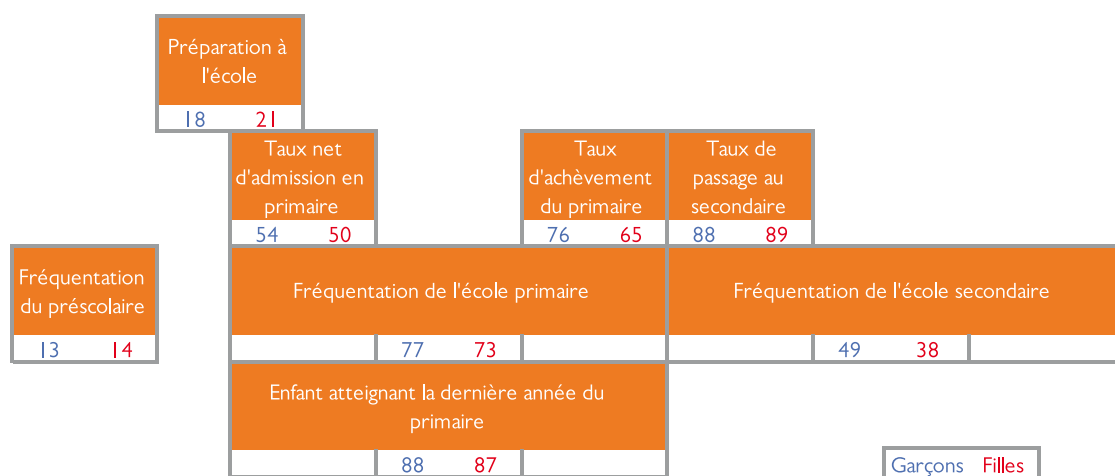 Préparation à
l'école
18 21
Taux net
d'admission en
primaire
54 50
Taux
d'achèvement
du primaire
76 65
Taux de
passage au
secondaire
88 89
Fréquentation
du préscolaire
13 14
Fréquentation de l'école primaire
77 73
Fréquentation de l'école secondaire
49 38
Enfant atteignant la dernière année du
primaire
88 87
Garçons Filles